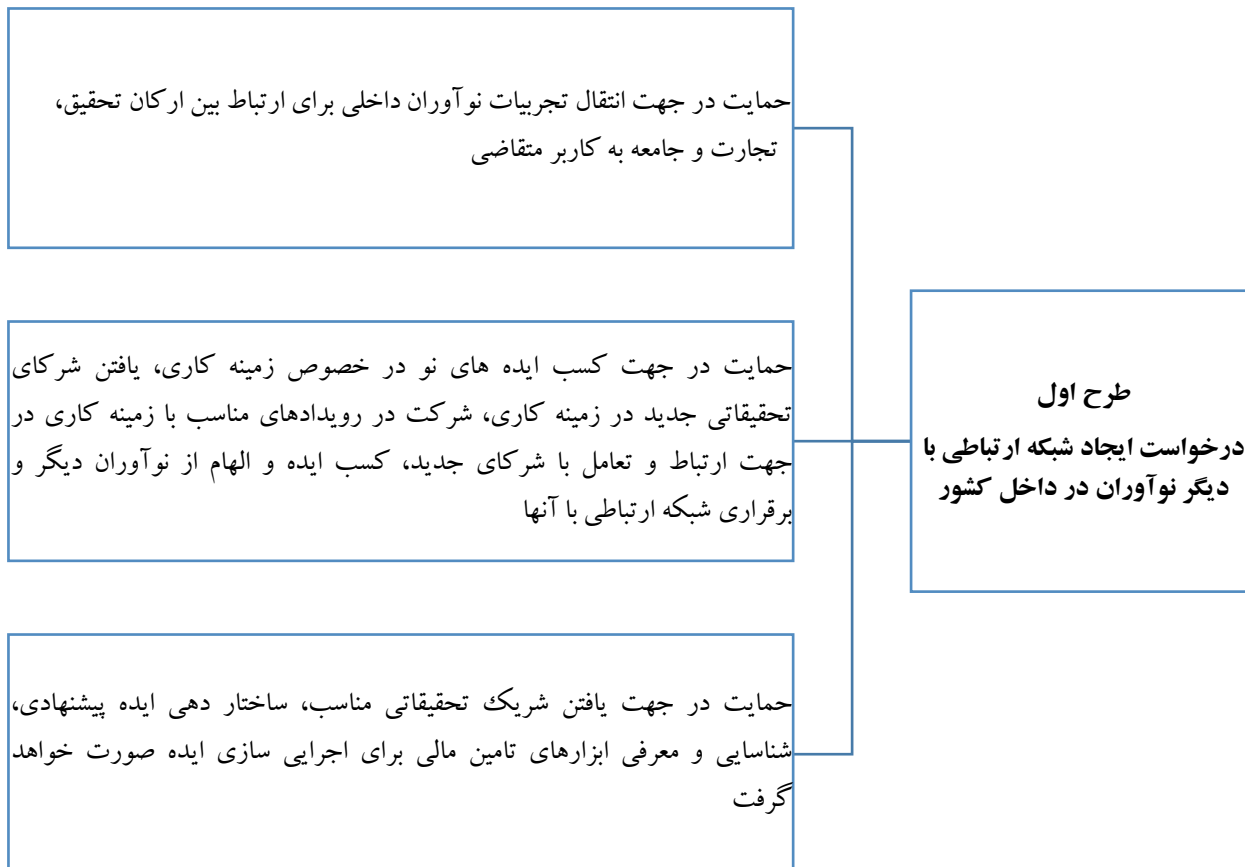 طرح اول
درخواست ایجاد شبکه ارتباطی با
دیگر نوآوران در داخل کشور
حمایت در جهت انتقال تجربیات نوآوران داخلی برای ارتباط بین ارکان تحقیق،
تجارت و جامعه به کاربر متقاضی
حمایت در جهت کسب ایده های نو در خصوص زمینه کاری، یافتن شرکای
تحقیقاتی جدید در زمینه کاری، شرکت در رویدادهای مناسب با زمینه کاری در
جهت ارتباط و تعامل با شرکای جدید، کسب ایده و الهام از نوآوران دیگر و
برقراری شبکه ارتباطی با آنها
حمایت در جهت یافتن شریک تحقیقاتی مناسب، ساختار دهی ایده پیشنهادی،
شناسایی و معرفی ابزارهای تامین مالی برای اجرایی سازی ایده صورت خواهد
گرفت